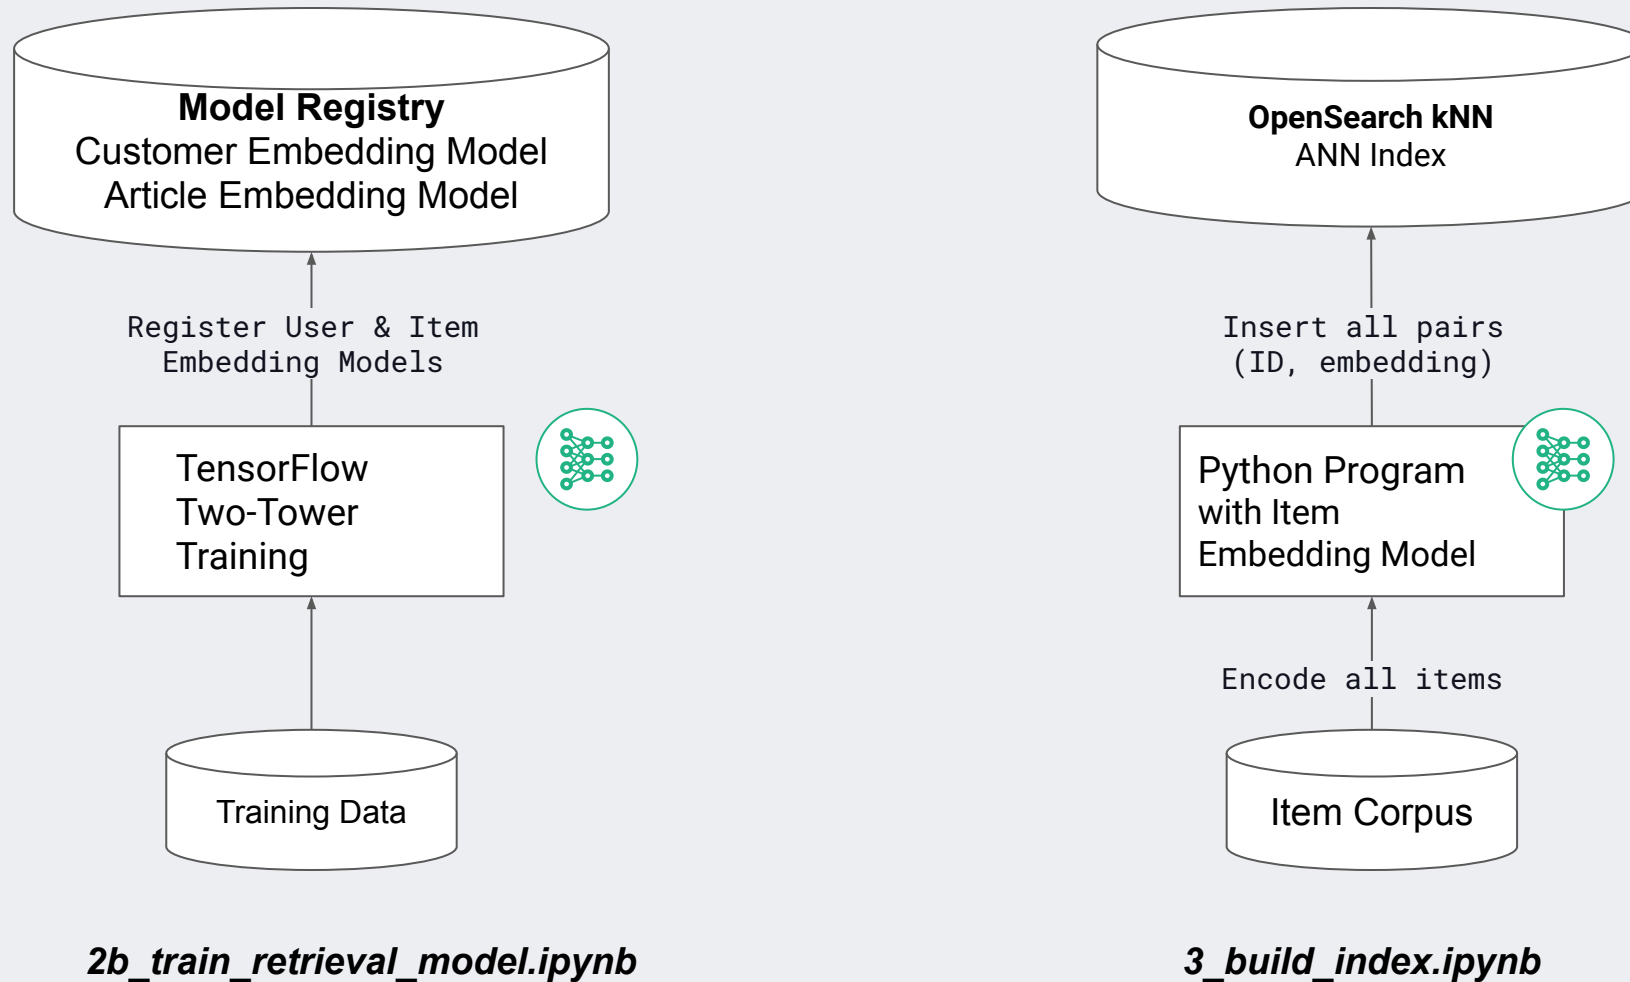 Model Registry
Customer Embedding Model
Article Embedding Model
Register User & Item
Embedding Models
TensorFlow
Two-Tower
Training
Training Data
2b_train_retrieval_model.ipynb
OpenSearch kNN
ANN Index
Insert all pairs
(ID, embedding)
Python Program
with Item
Embedding Model
Encode all items
Item Corpus
3_build_index.ipynb